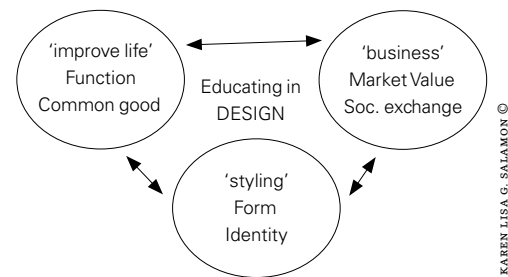 ‘improve life’
Function
Common good
‘business’
Market Value
Soc. exchange
Educating in
DESIGN
‘styling’
Form
Identity
KAREN LISA G. SALAMON ©